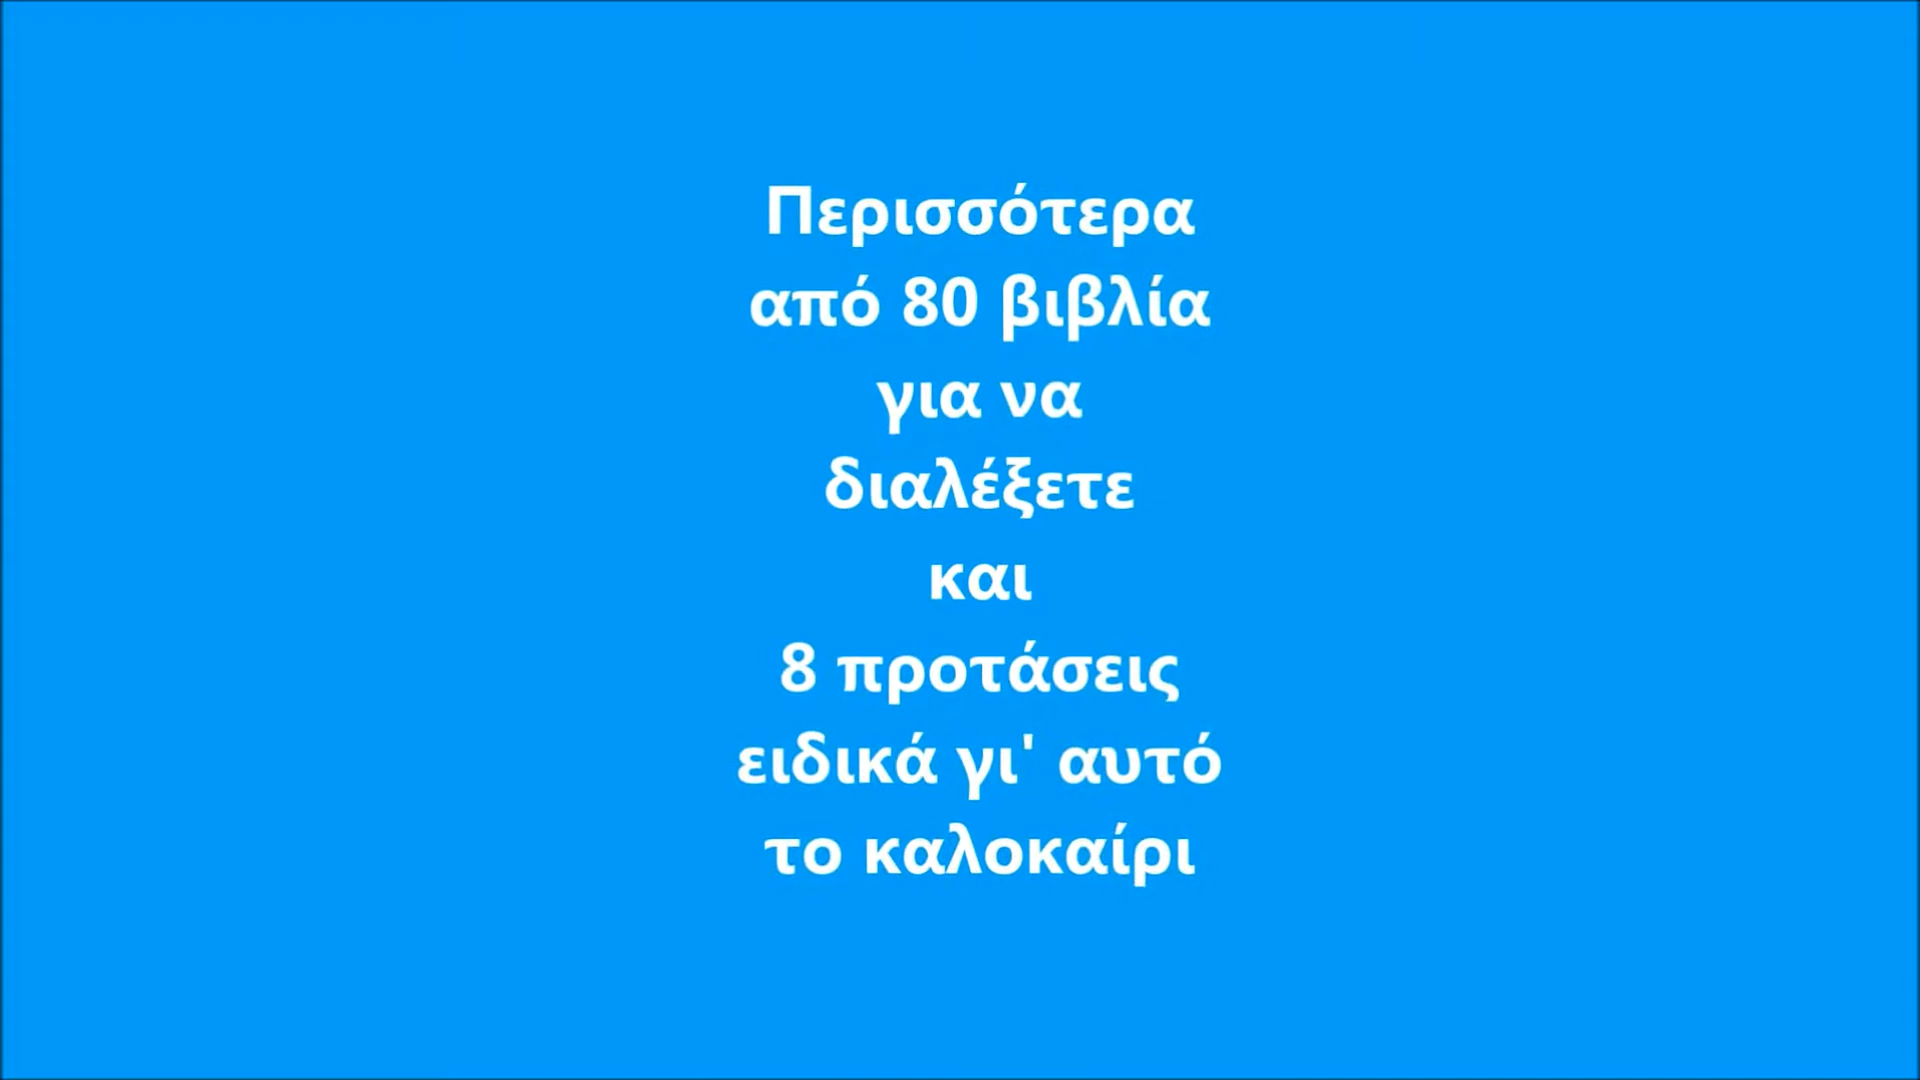 Περισσότερα
από 80 βιβλία
για να
διαλέξετε
και
8 προτάσεις
ειδικά γι' αυτό
το καλοκαίρι